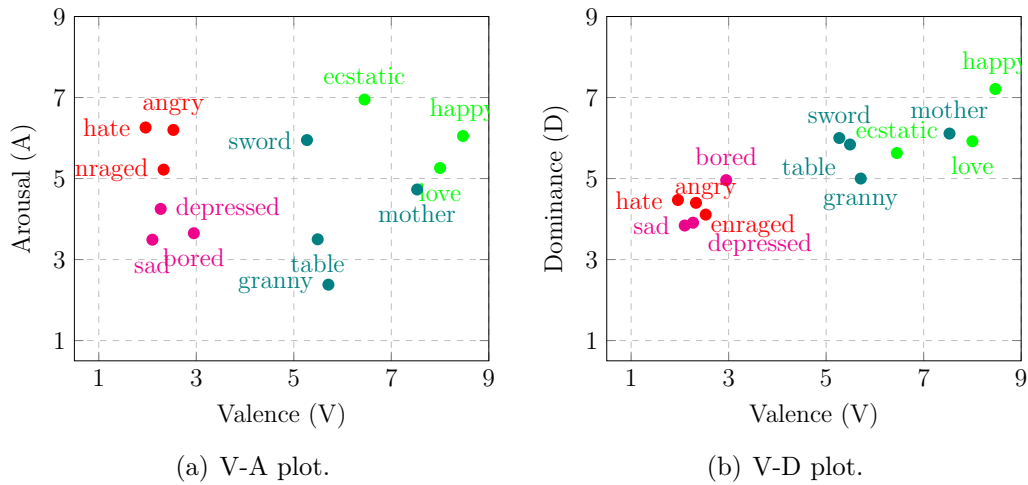 9
7
5
3
1
1 3 5 7 9
Arousal (A)
Valence (V)
ecstatic
angry
happy
hate
sword
nraged
love
depressed
mother
sad
bored
table
granny
(a) V-A plot.
9
7
5
3
1
1 3 5 7 9
Dominance (D)
Valence (V)
happy
sword
mother
ecstatic
bored
table
love
angry
granny
hate
sad
enraged
depressed
(b) V-D plot.